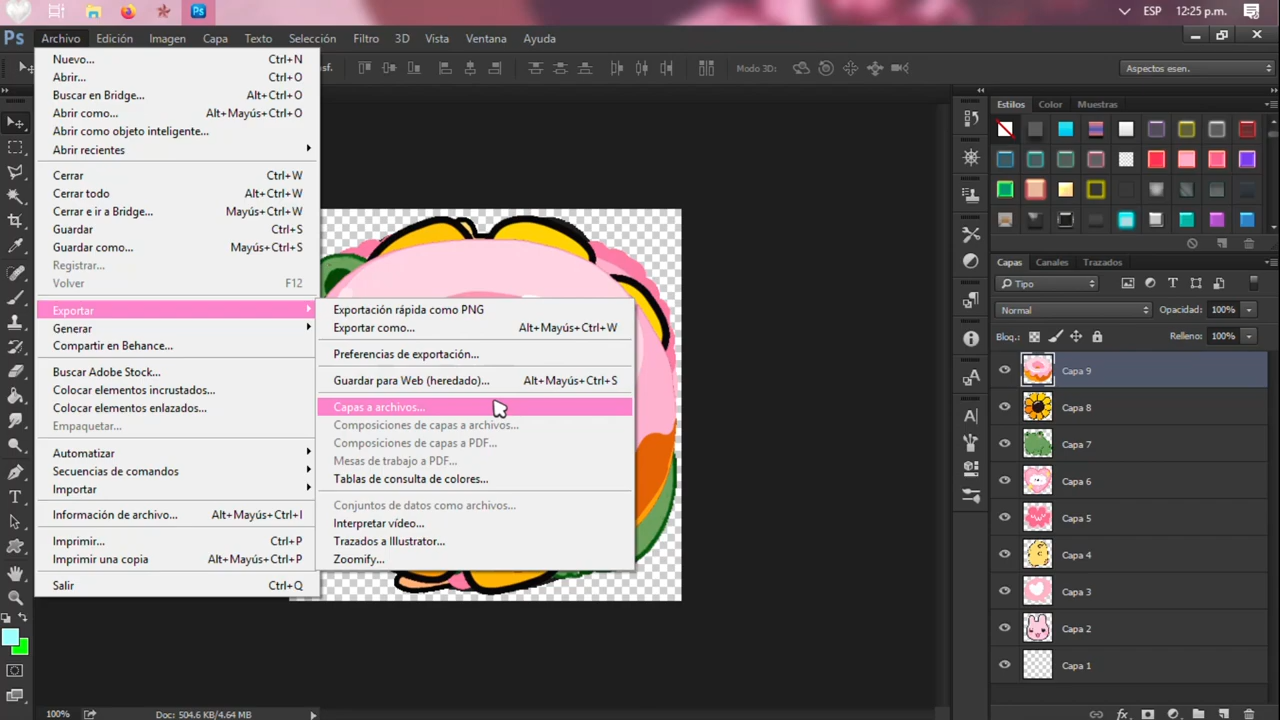 ESP 12:25 p.m.
Ps Archivo Edición Imagen Capa Texto Selección Filtro 3D Vista Ventana Ayuda
sf. Modo 3D: Aspectos esen.
Nuevo... Ctrl+N
Abrir... Ctrl+O
Buscar en Bridge... Alt+Ctrl+O
Abrir como... Alt+Mayús+Ctrl+O
Abrir como objeto inteligente...
Abrir recientes
Cerrar Ctrl+W
Cerrar todo Alt+Ctrl+W
Cerrar e ir a Bridge... Mayús+Ctrl+W
Guardar Ctrl+S
Guardar como... Mayús+Ctrl+S
Registrar...
Volver F12
Exportar
Generar
Compartir en Behance...
Buscar Adobe Stock...
Colocar elementos incrustados...
Colocar elementos enlazados...
Empaquetar...
Automatizar
Secuencias de comandos
Importar
Información de archivo... Alt+Mayús+Ctrl+I
Imprimir... Ctrl+P
Imprimir una copia Alt+Mayús+Ctrl+P
Salir Ctrl+Q
Exportación rápida como PNG
Exportar como... Alt+Mayús+Ctrl+W
Preferencias de exportación...
Guardar para Web (heredado)... Alt+Mayús+Ctrl+S
Capas a archivos...
Composiciones de capas a archivos...
Composiciones de capas a PDF...
Mesas de trabajo a PDF...
Tablas de consulta de colores...
Conjuntos de datos como archivos...
Interpretar vídeo...
Trazados a Illustrator...
Zoomify...
Estilos Color Muestras
Capas Canales Trazados
Tipo
Normal Opacidad: 100%
Bloq.: Relleno: 100%
Capa 9
Capa 8
Capa 7
Capa 6
Capa 5
Capa 4
Capa 3
Capa 2
Capa 1
fx
100% Doc: 504,6 KB/4,64 MB